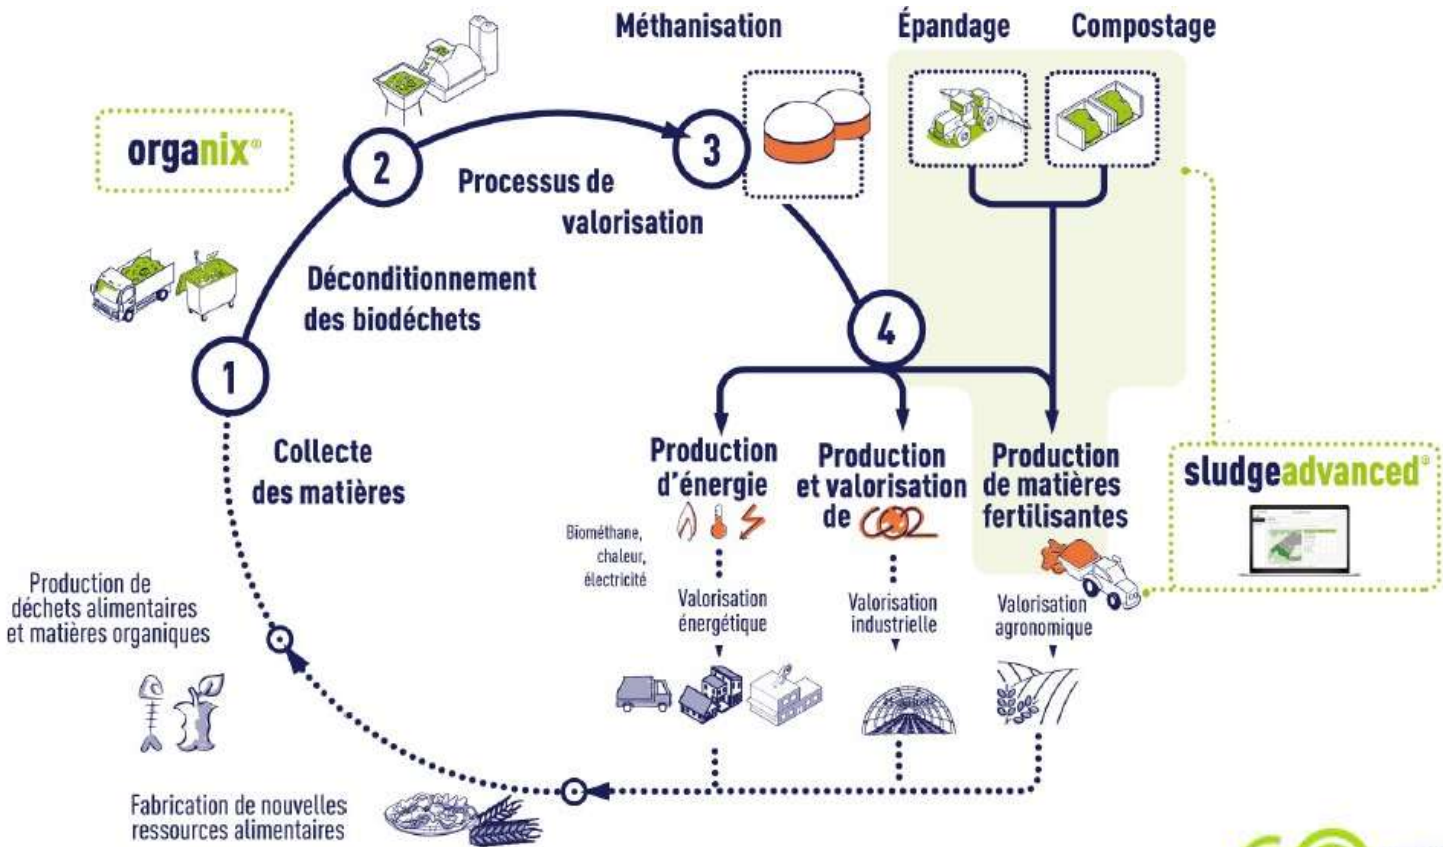 Méthanisation
Épandage
Compostage
organix®
2
3
Processus de
valorisation
Déconditionnement
des biodéchets
1
4
Collecte
des matières
Production
d'énergie
Biométhane,
chaleur,
électricité
Production
et valorisation
de CO2
Production
de matières
fertilisantes
sludgeadvanced®
Valorisation
énergétique
Valorisation
industrielle
Valorisation
agronomique
Production de
déchets alimentaires
et matières organiques
Fabrication de nouvelles
ressources alimentaires